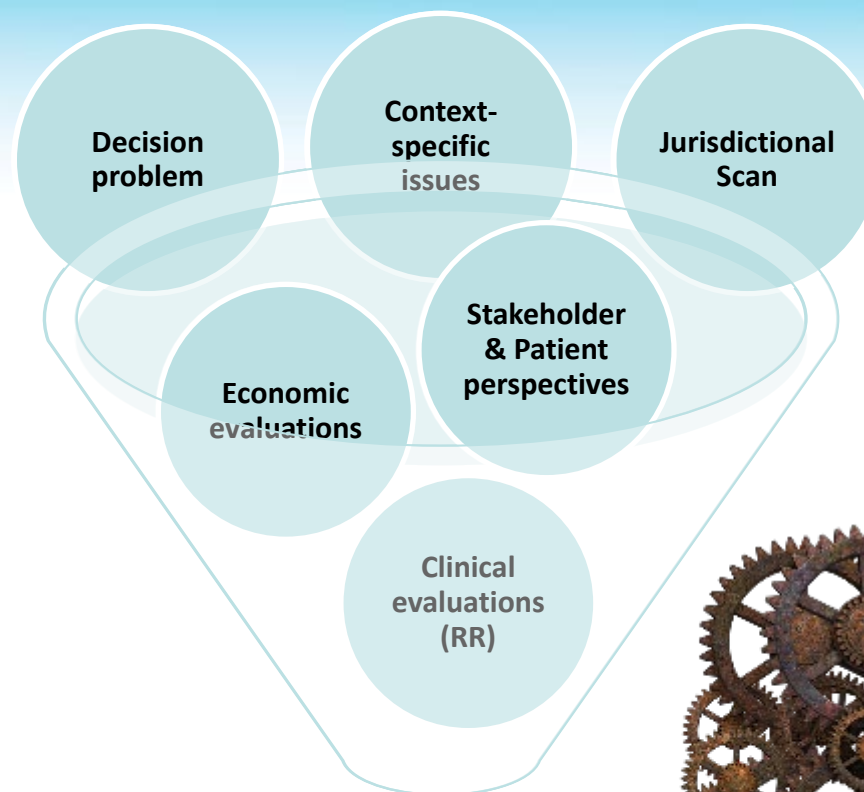 Decision
problem
Context-
specific
issues
Jurisdictional
Scan
Economic
evaluations
Stakeholder
& Patient
perspectives
Clinical
evaluations
(RR)